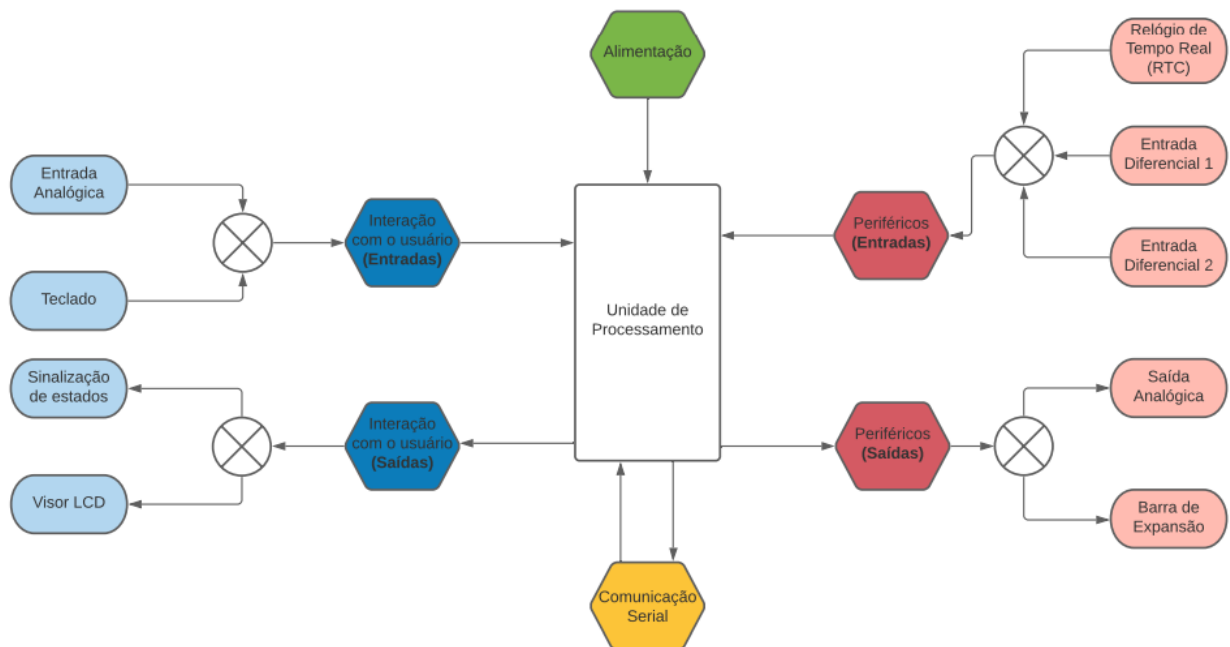 Alimentação
Relógio de
Tempo Real
(RTC)
Entrada
Analógica
Entrada
Diferencial 1
Interação
com o usuário
(Entradas)
Periféricos
(Entradas)
Entrada
Diferencial 2
Teclado
Unidade de
Processamento
Sinalização
de estados
Saída
Analógica
Interação
com o usuário
(Saídas)
Periféricos
(Saídas)
Visor LCD
Barra de
Expansão
Comunicação
Serial